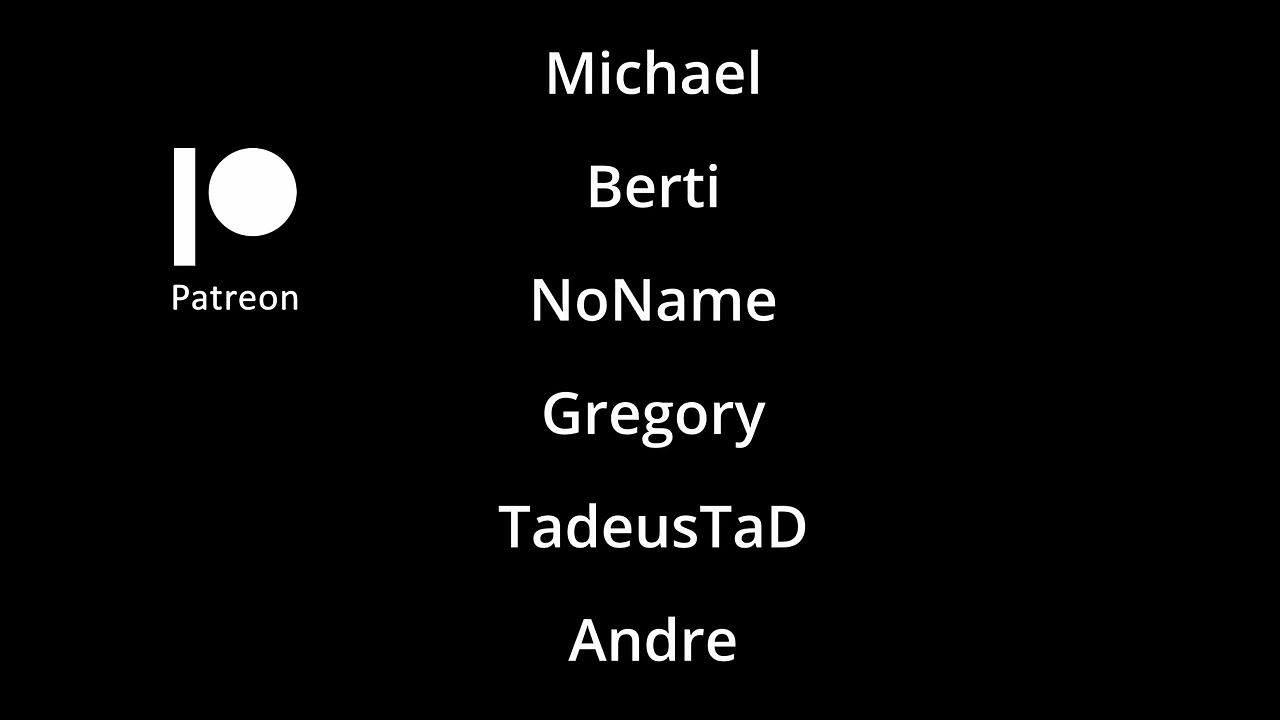 Michael
Berti
Patreon
NoName
Gregory
TadeusTaD
Andre